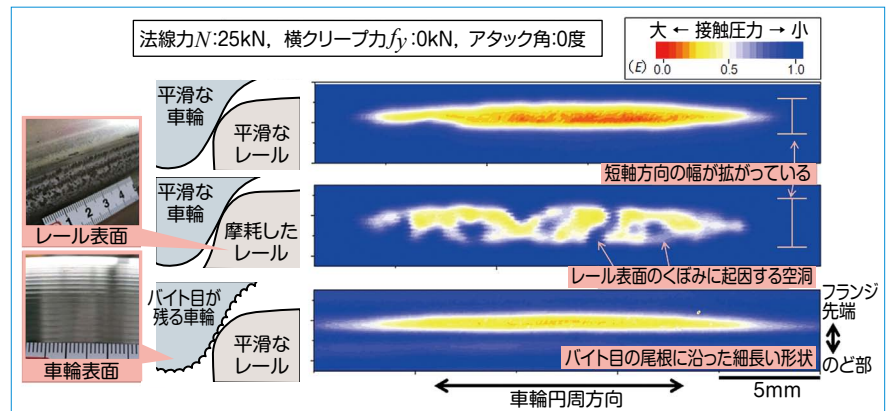 法線力N:25kN, 横クリープ力fy:0kN, アタック角:0度
大 ← 接触圧力 → 小
(E) 0.0 0.5 1.0
平滑な
車輪
平滑な
レール
短軸方向の幅が拡がっている
1 2 3 4
レール表面
平滑な
車輪
摩耗した
レール
レール表面のくぼみに起因する空洞
バイト目が
残る車輪
平滑な
レール
車輪表面
フランジ
先端
のど部
バイト目の尾根に沿った細長い形状
車輪円周方向
5mm